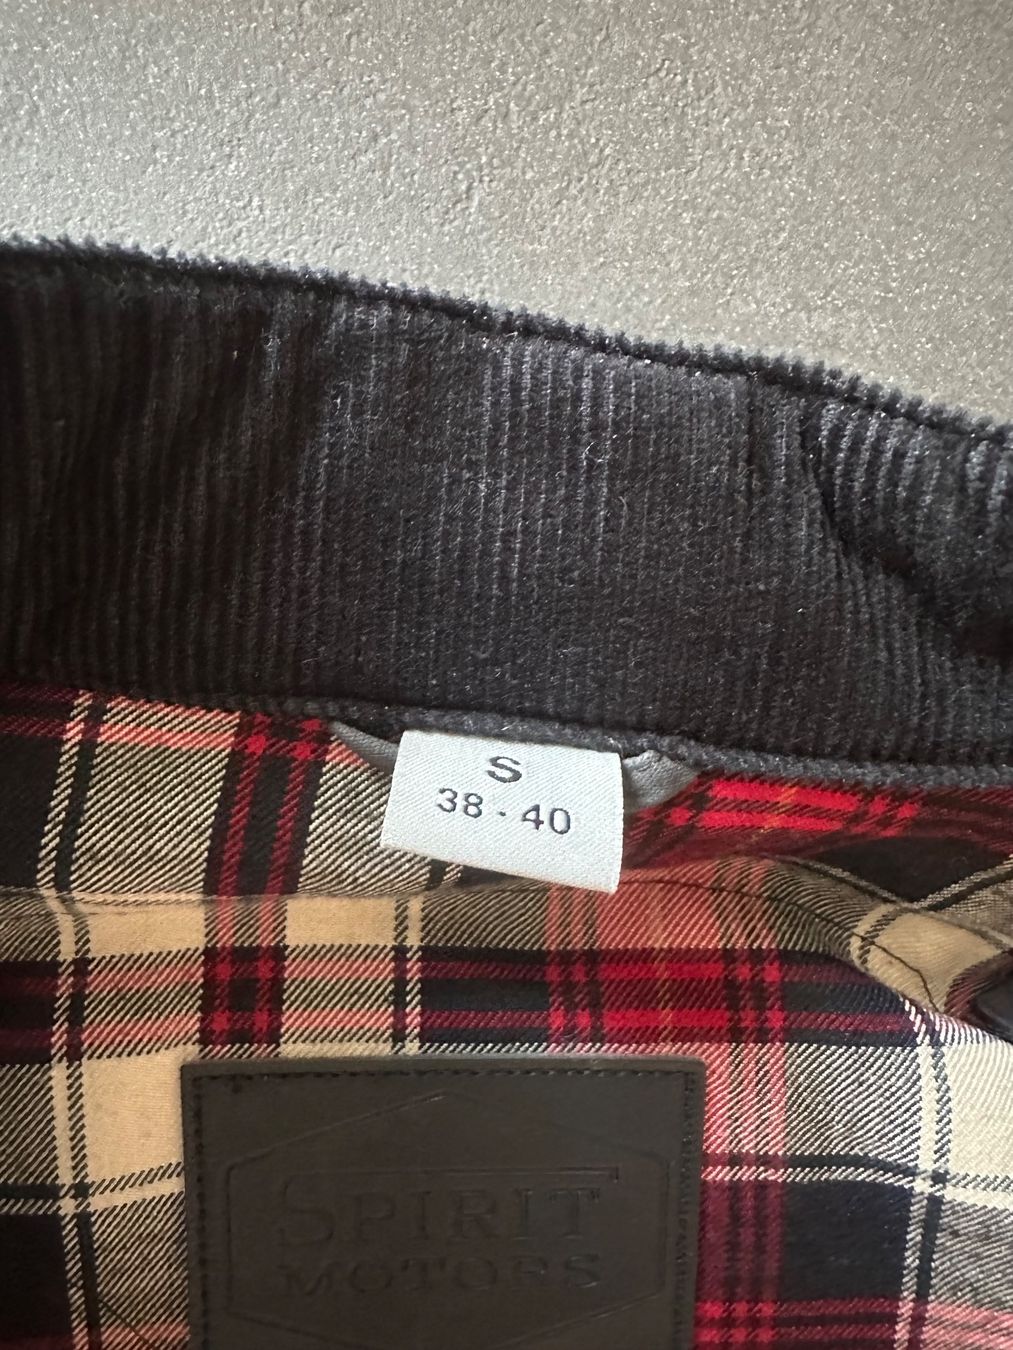 S
38 - 40
SPIRIT
MOTORS